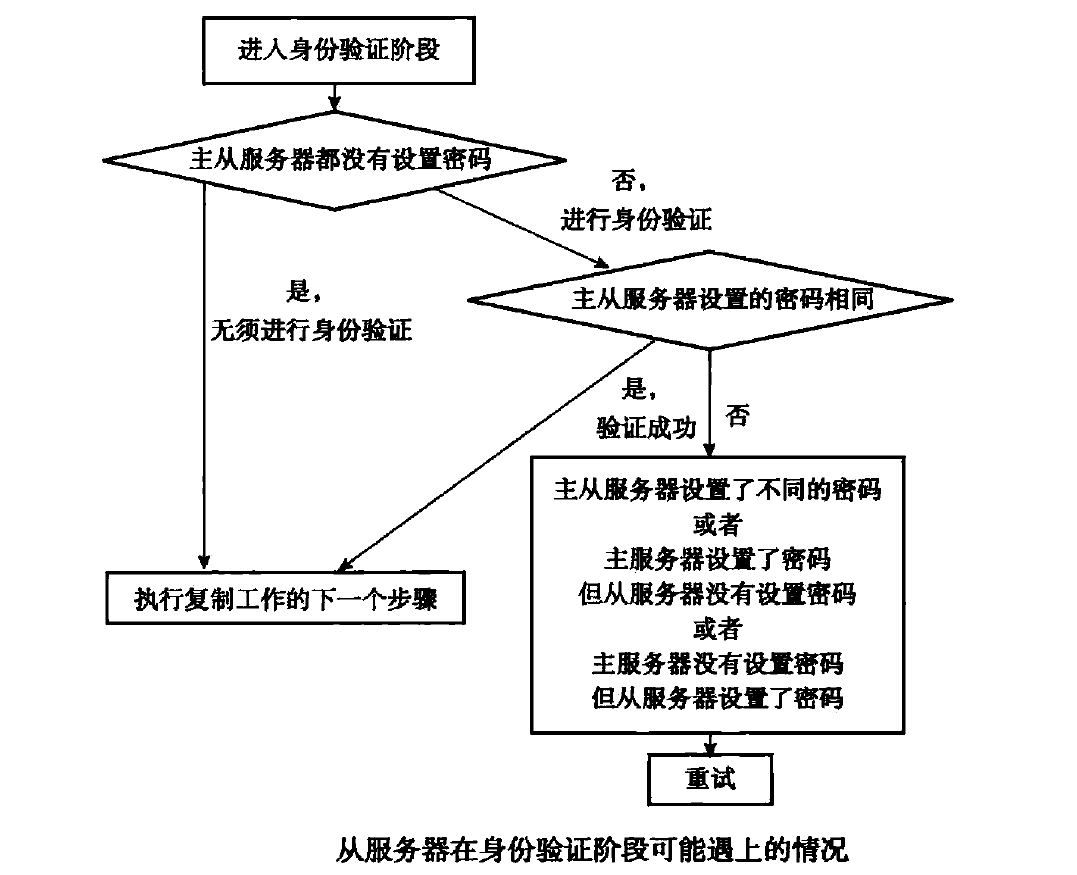 进入身份验证阶段
主从服务器都没有设置密码
否，
进行身份验证
是，
无须进行身份验证
主从服务器设置的密码相同
是，
验证成功
否
主从服务器设置了不同的密码
或者
主服务器设置了密码
但从服务器没有设置密码
或者
主服务器没有设置密码
但从服务器设置了密码
执行复制工作的下一个步骤
重试
从服务器在身份验证阶段可能遇上的情况